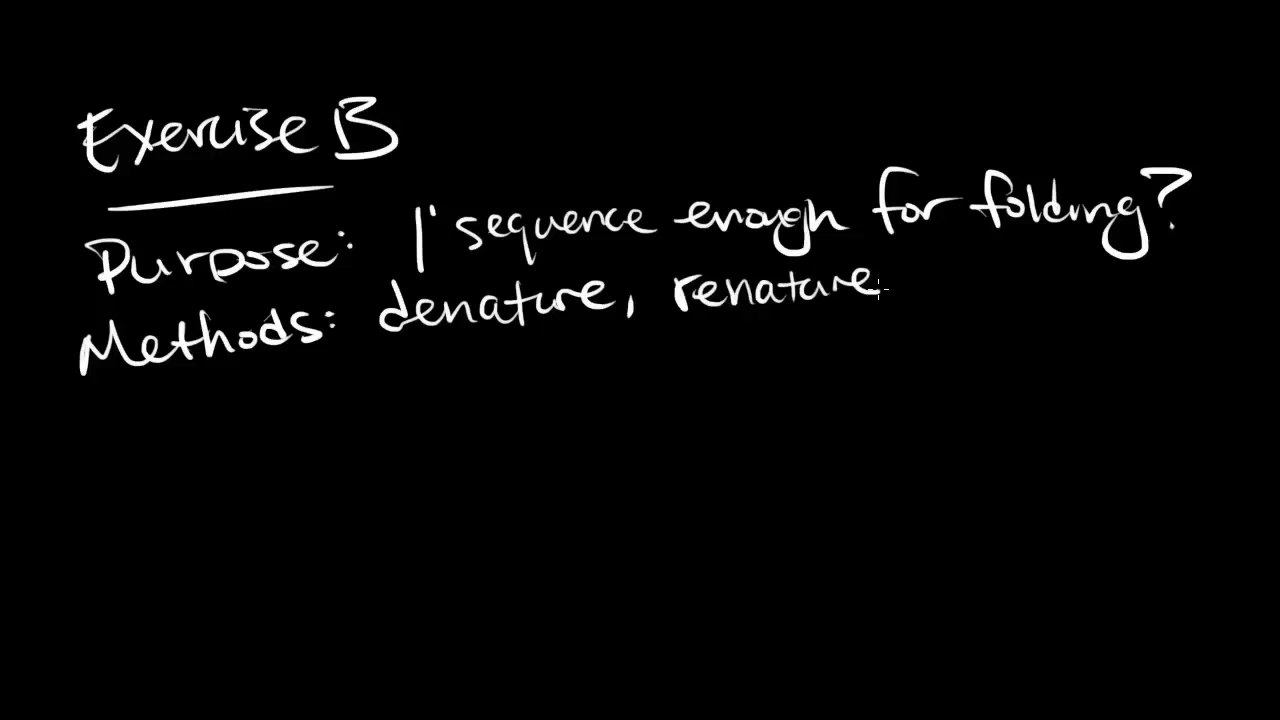 Exercise B
Purpose: 1' sequence enough for folding?
Methods: denature, renature